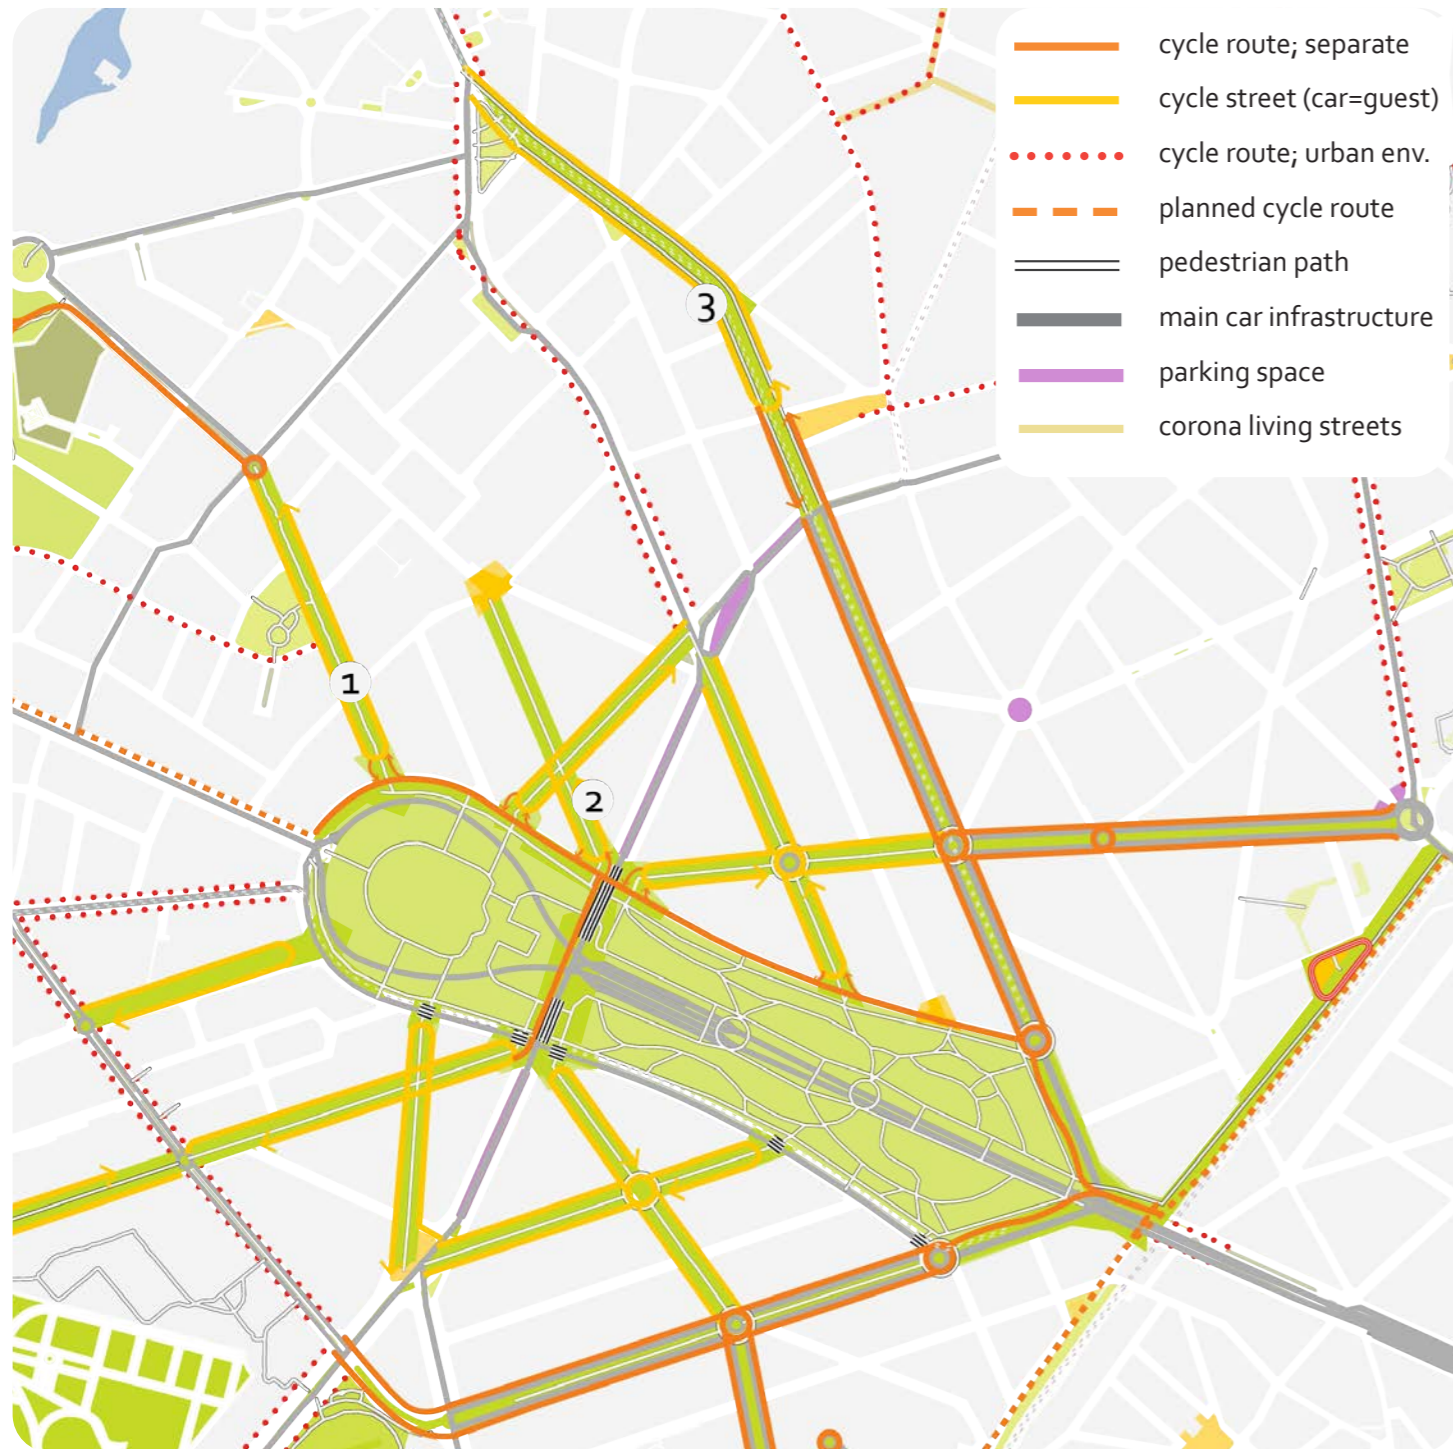 cycle route; separate
cycle street (car=guest)
cycle route; urban env.
planned cycle route
pedestrian path
main car infrastructure
parking space
corona living streets
3
1
2